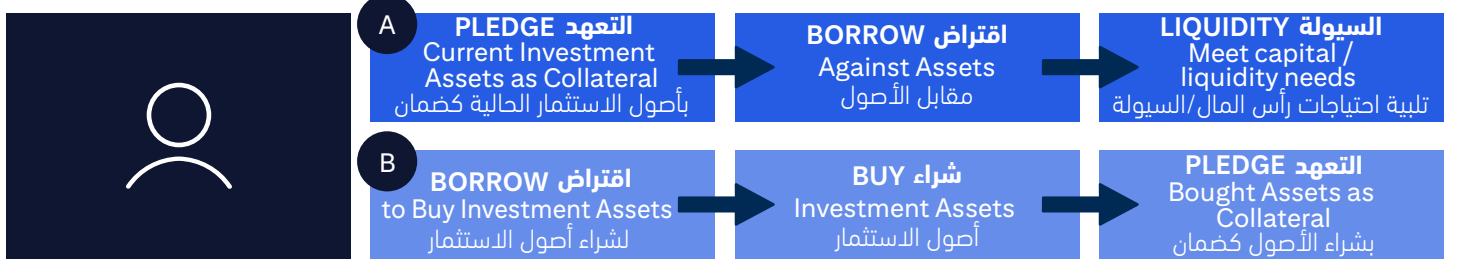 A
PLEDGE التعهد
Current Investment
Assets as Collateral
بأصول الاستثمار الحالية كضمان
BORROW اقتراض
Against Assets
مقابل الأصول
LIQUIDITY السيولة
Meet capital /
liquidity needs
تلبية احتياجات رأس المال/السيولة
B
BORROW اقتراض
to Buy Investment Assets
لشراء أصول الاستثمار
BUY شراء
Investment Assets
أصول الاستثمار
PLEDGE التعهد
Bought Assets as
Collateral
بشراء الأصول كضمان